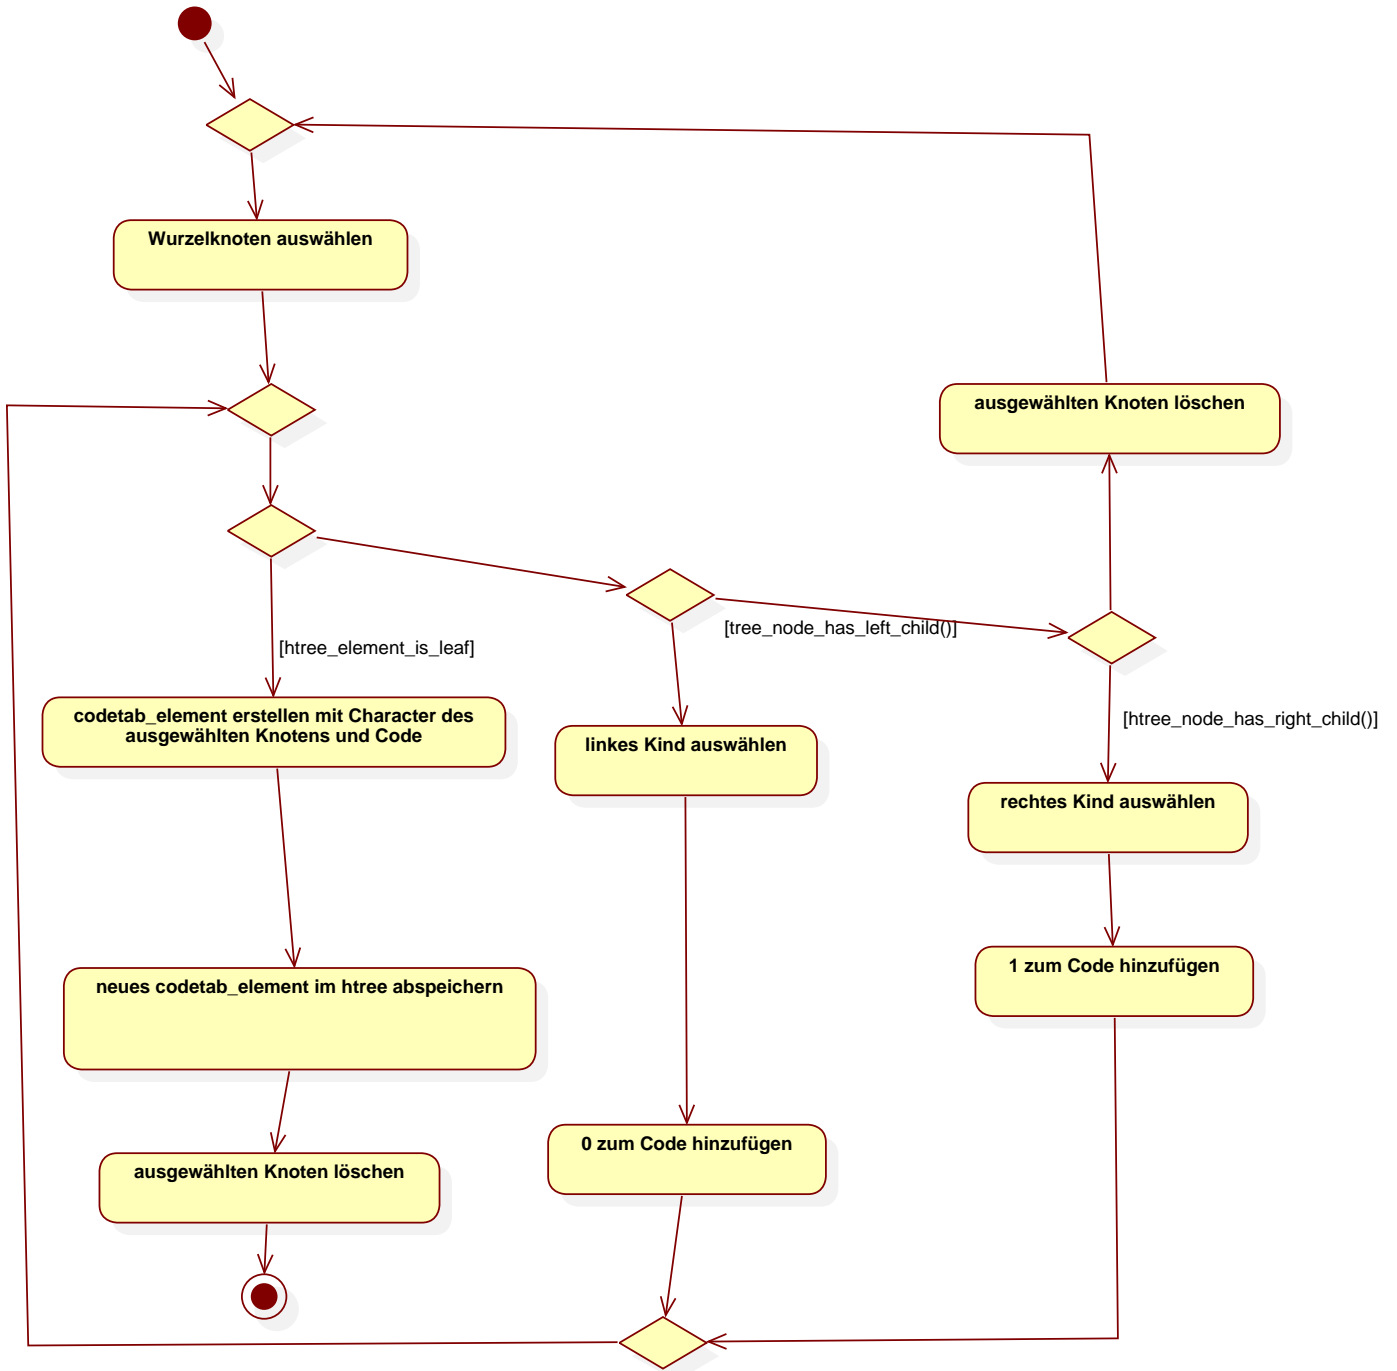 Wurzelknoten auswählen
ausgewählten Knoten löschen
[tree_node_has_left_child()]
[htree_element_is_leaf]
codetab_element erstellen mit Character des
ausgewählten Knotens und Code
[htree_node_has_right_child()]
linkes Kind auswählen
rechtes Kind auswählen
1 zum Code hinzufügen
neues codetab_element im htree abspeichern
0 zum Code hinzufügen
ausgewählten Knoten löschen